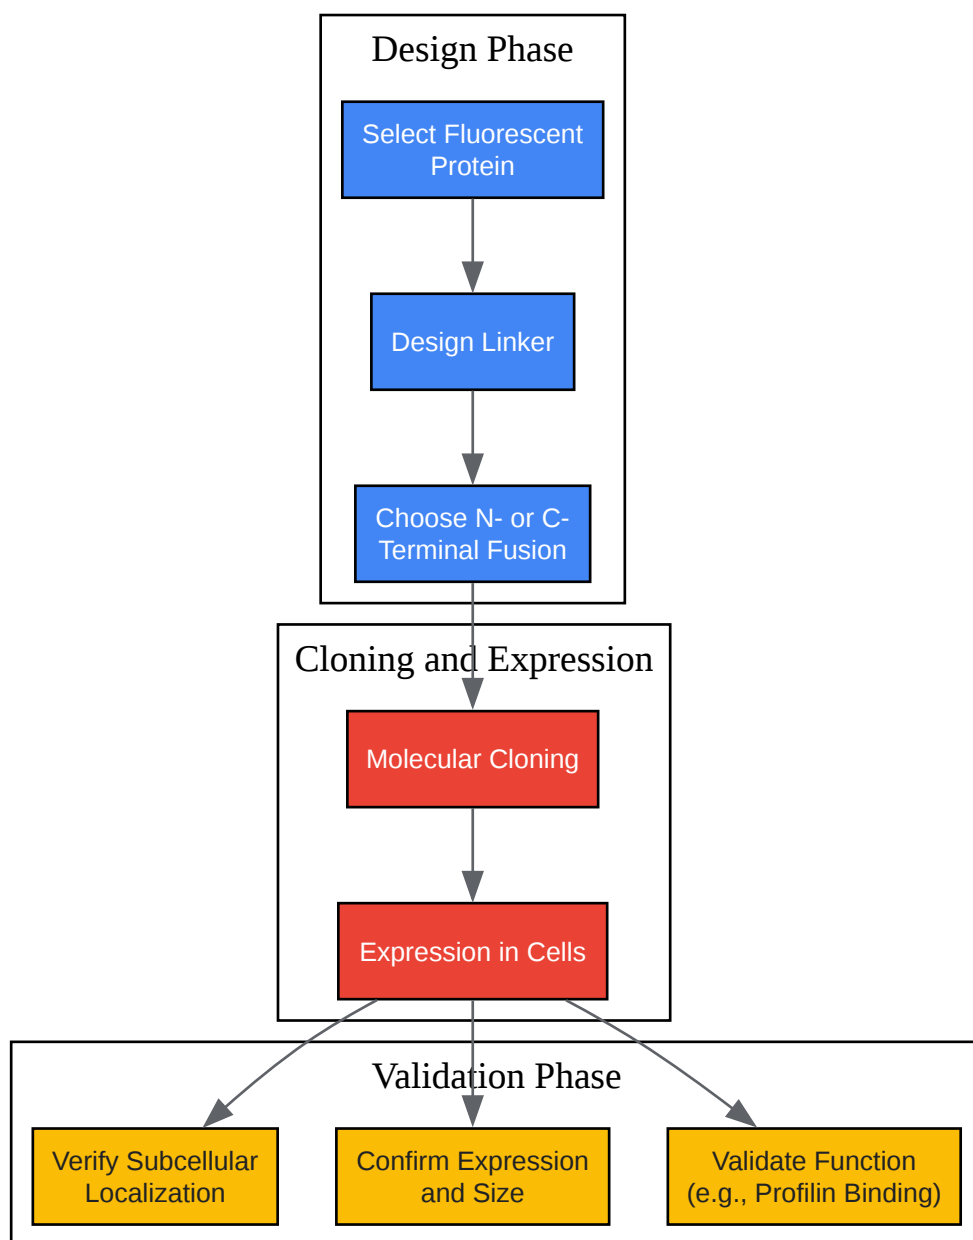 Design Phase
Select Fluorescent
Protein
Design Linker
Choose N- or C-
Terminal Fusion
Cloning and Expression
Molecular Cloning
Expression in Cells
Validation Phase
Verify Subcellular
Localization
Confirm Expression
and Size
Validate Function
(e.g., Profilin Binding)